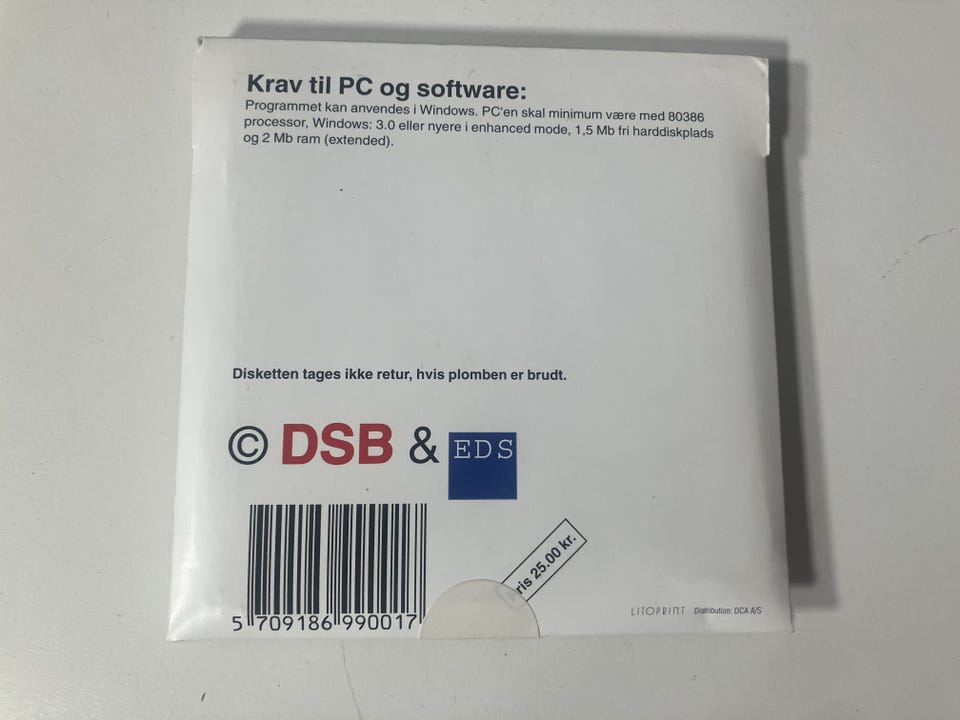 Krav til PC og software:
Programmet kan anvendes i Windows. PC'en skal minimum være med 80386
processor, Windows: 3.0 eller nyere i enhanced mode, 1,5 Mb fri harddiskplads
og 2 Mb ram (extended).
Disketten tages ikke retur, hvis plomben er brudt.
© DSB & EDS
ris 25.00 kr.
5 709186 990017
LITOPRINT Distribution: DCA A/S